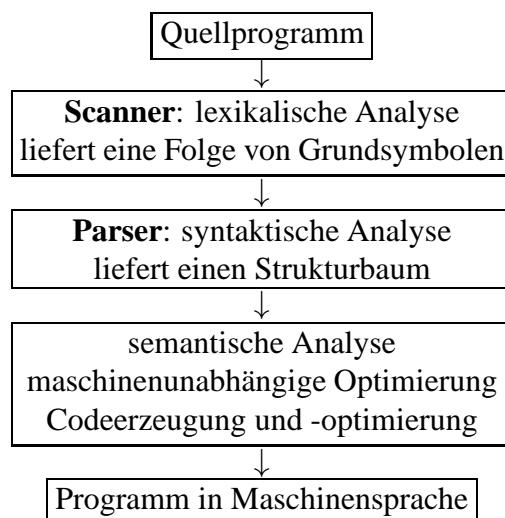 Quellprogramm
Scanner: lexikalische Analyse
liefert eine Folge von Grundsymbolen
Parser: syntaktische Analyse
liefert einen Strukturbaum
semantische Analyse
maschinenunabhängige Optimierung
Codeerzeugung und -optimierung
Programm in Maschinensprache